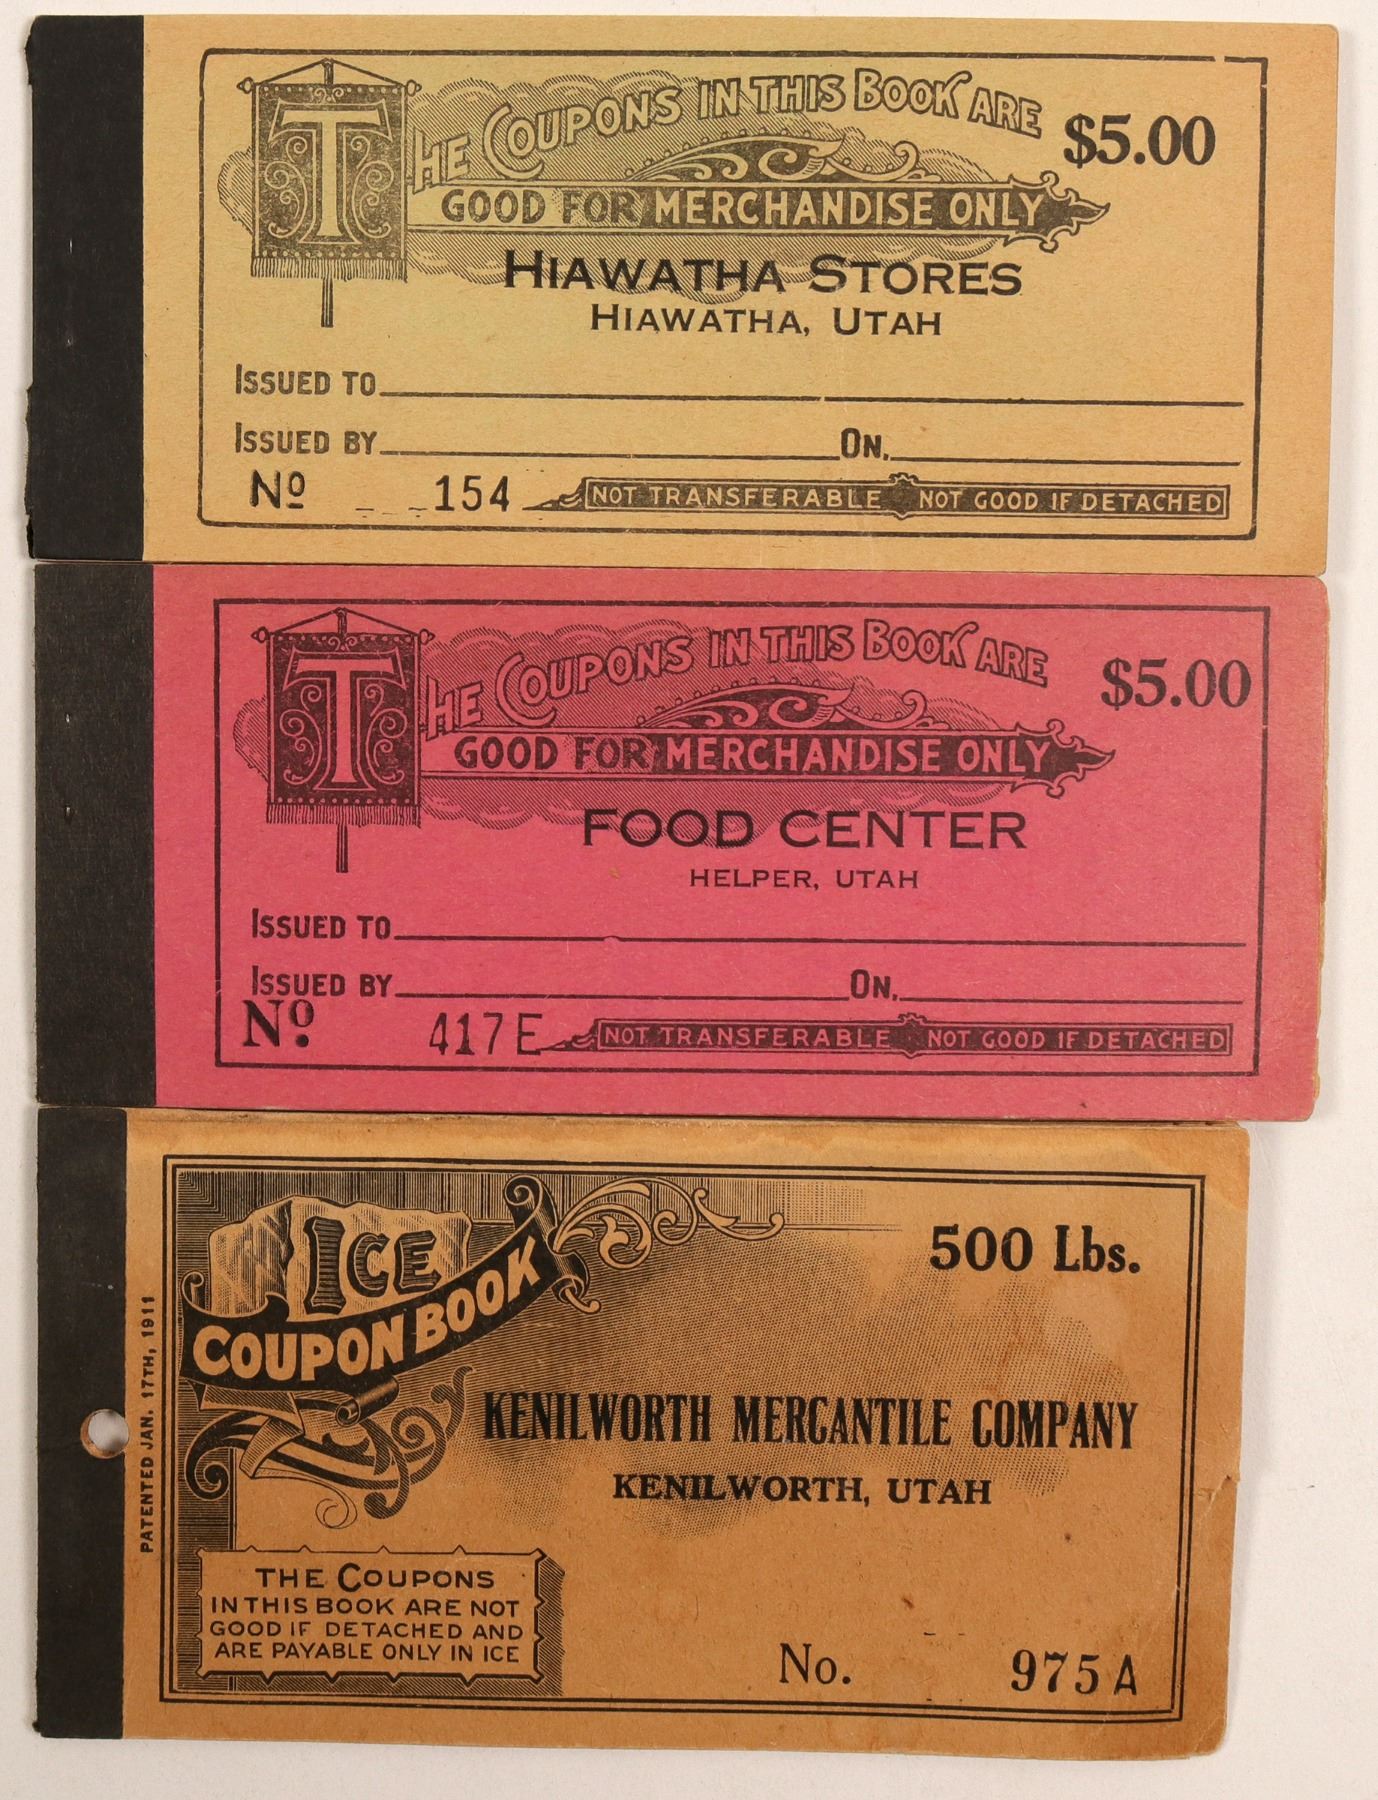 THE COUPONS IN THIS BOOK ARE
GOOD FOR MERCHANDISE ONLY
$5.00
HIAWATHA STORES
HIAWATHA, UTAH
ISSUED TO
ISSUED BY ON
No 154 NOT TRANSFERABLE NOT GOOD IF DETACHED
THE COUPONS IN THIS BOOK ARE
GOOD FOR MERCHANDISE ONLY
$5.00
FOOD CENTER
HELPER, UTAH
ISSUED TO
ISSUED BY ON
No. 417E NOT TRANSFERABLE NOT GOOD IF DETACHED
PATENTED JAN. 17TH, 1911
ICE
COUPON BOOK
500 Lbs.
KENILWORTH MERCANTILE COMPANY
KENILWORTH, UTAH
THE COUPONS
IN THIS BOOK ARE NOT
GOOD IF DETACHED AND
ARE PAYABLE ONLY IN ICE
No. 975A